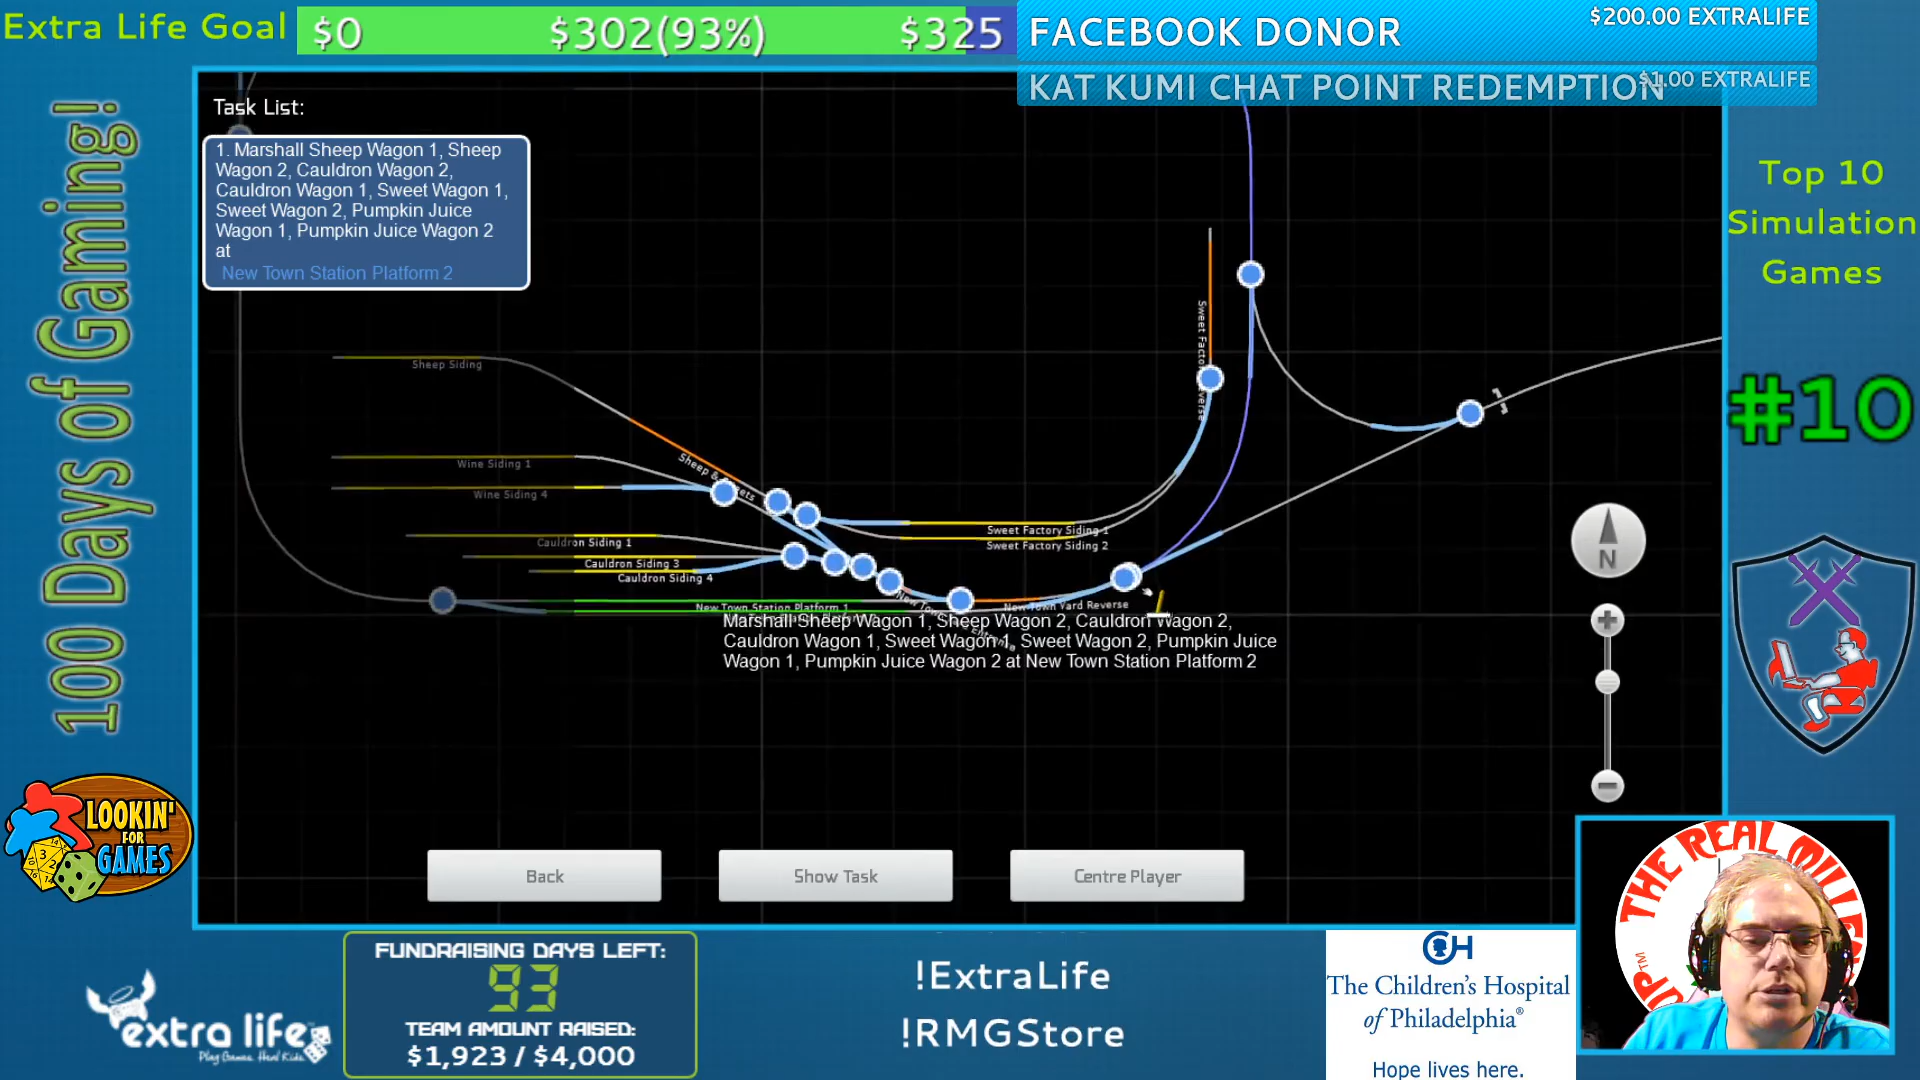 Extra Life Goal
$0 $302(93%) $325
FACEBOOK DONOR
$200.00 EXTRALIFE
KAT KUMI CHAT POINT REDEMPTION
$1.00 EXTRALIFE
100 Days of Gaming!
Task List:
1. Marshall Sheep Wagon 1, Sheep
Wagon 2, Cauldron Wagon 2,
Cauldron Wagon 1, Sweet Wagon 1,
Sweet Wagon 2, Pumpkin Juice
Wagon 1, Pumpkin Juice Wagon 2
at
New Town Station Platform 2
Top 10
Simulation
Games
#10
Sheep Siding
Wine Siding 1
Wine Siding 4
Cauldron Siding 1
Cauldron Siding 3
Cauldron Siding 4
Sweet Factory Siding 1
Sweet Factory Siding 2
New Town Station Platform 1
New Town Yard Reverse
Marshall Sheep Wagon 1, Sheep Wagon 2, Cauldron Wagon 2,
Cauldron Wagon 1, Sweet Wagon 1, Sweet Wagon 2, Pumpkin Juice
Wagon 1, Pumpkin Juice Wagon 2 at New Town Station Platform 2
N
LOOKIN'
FOR
GAMES
Back
Show Task
Centre Player
extra life
Play Games. Heal Kids.
FUNDRAISING DAYS LEFT:
93
TEAM AMOUNT RAISED:
$1,923 / $4,000
!ExtraLife
!RMGStore
CH
The Children's Hospital
of Philadelphia®
Hope lives here.
THE REAL